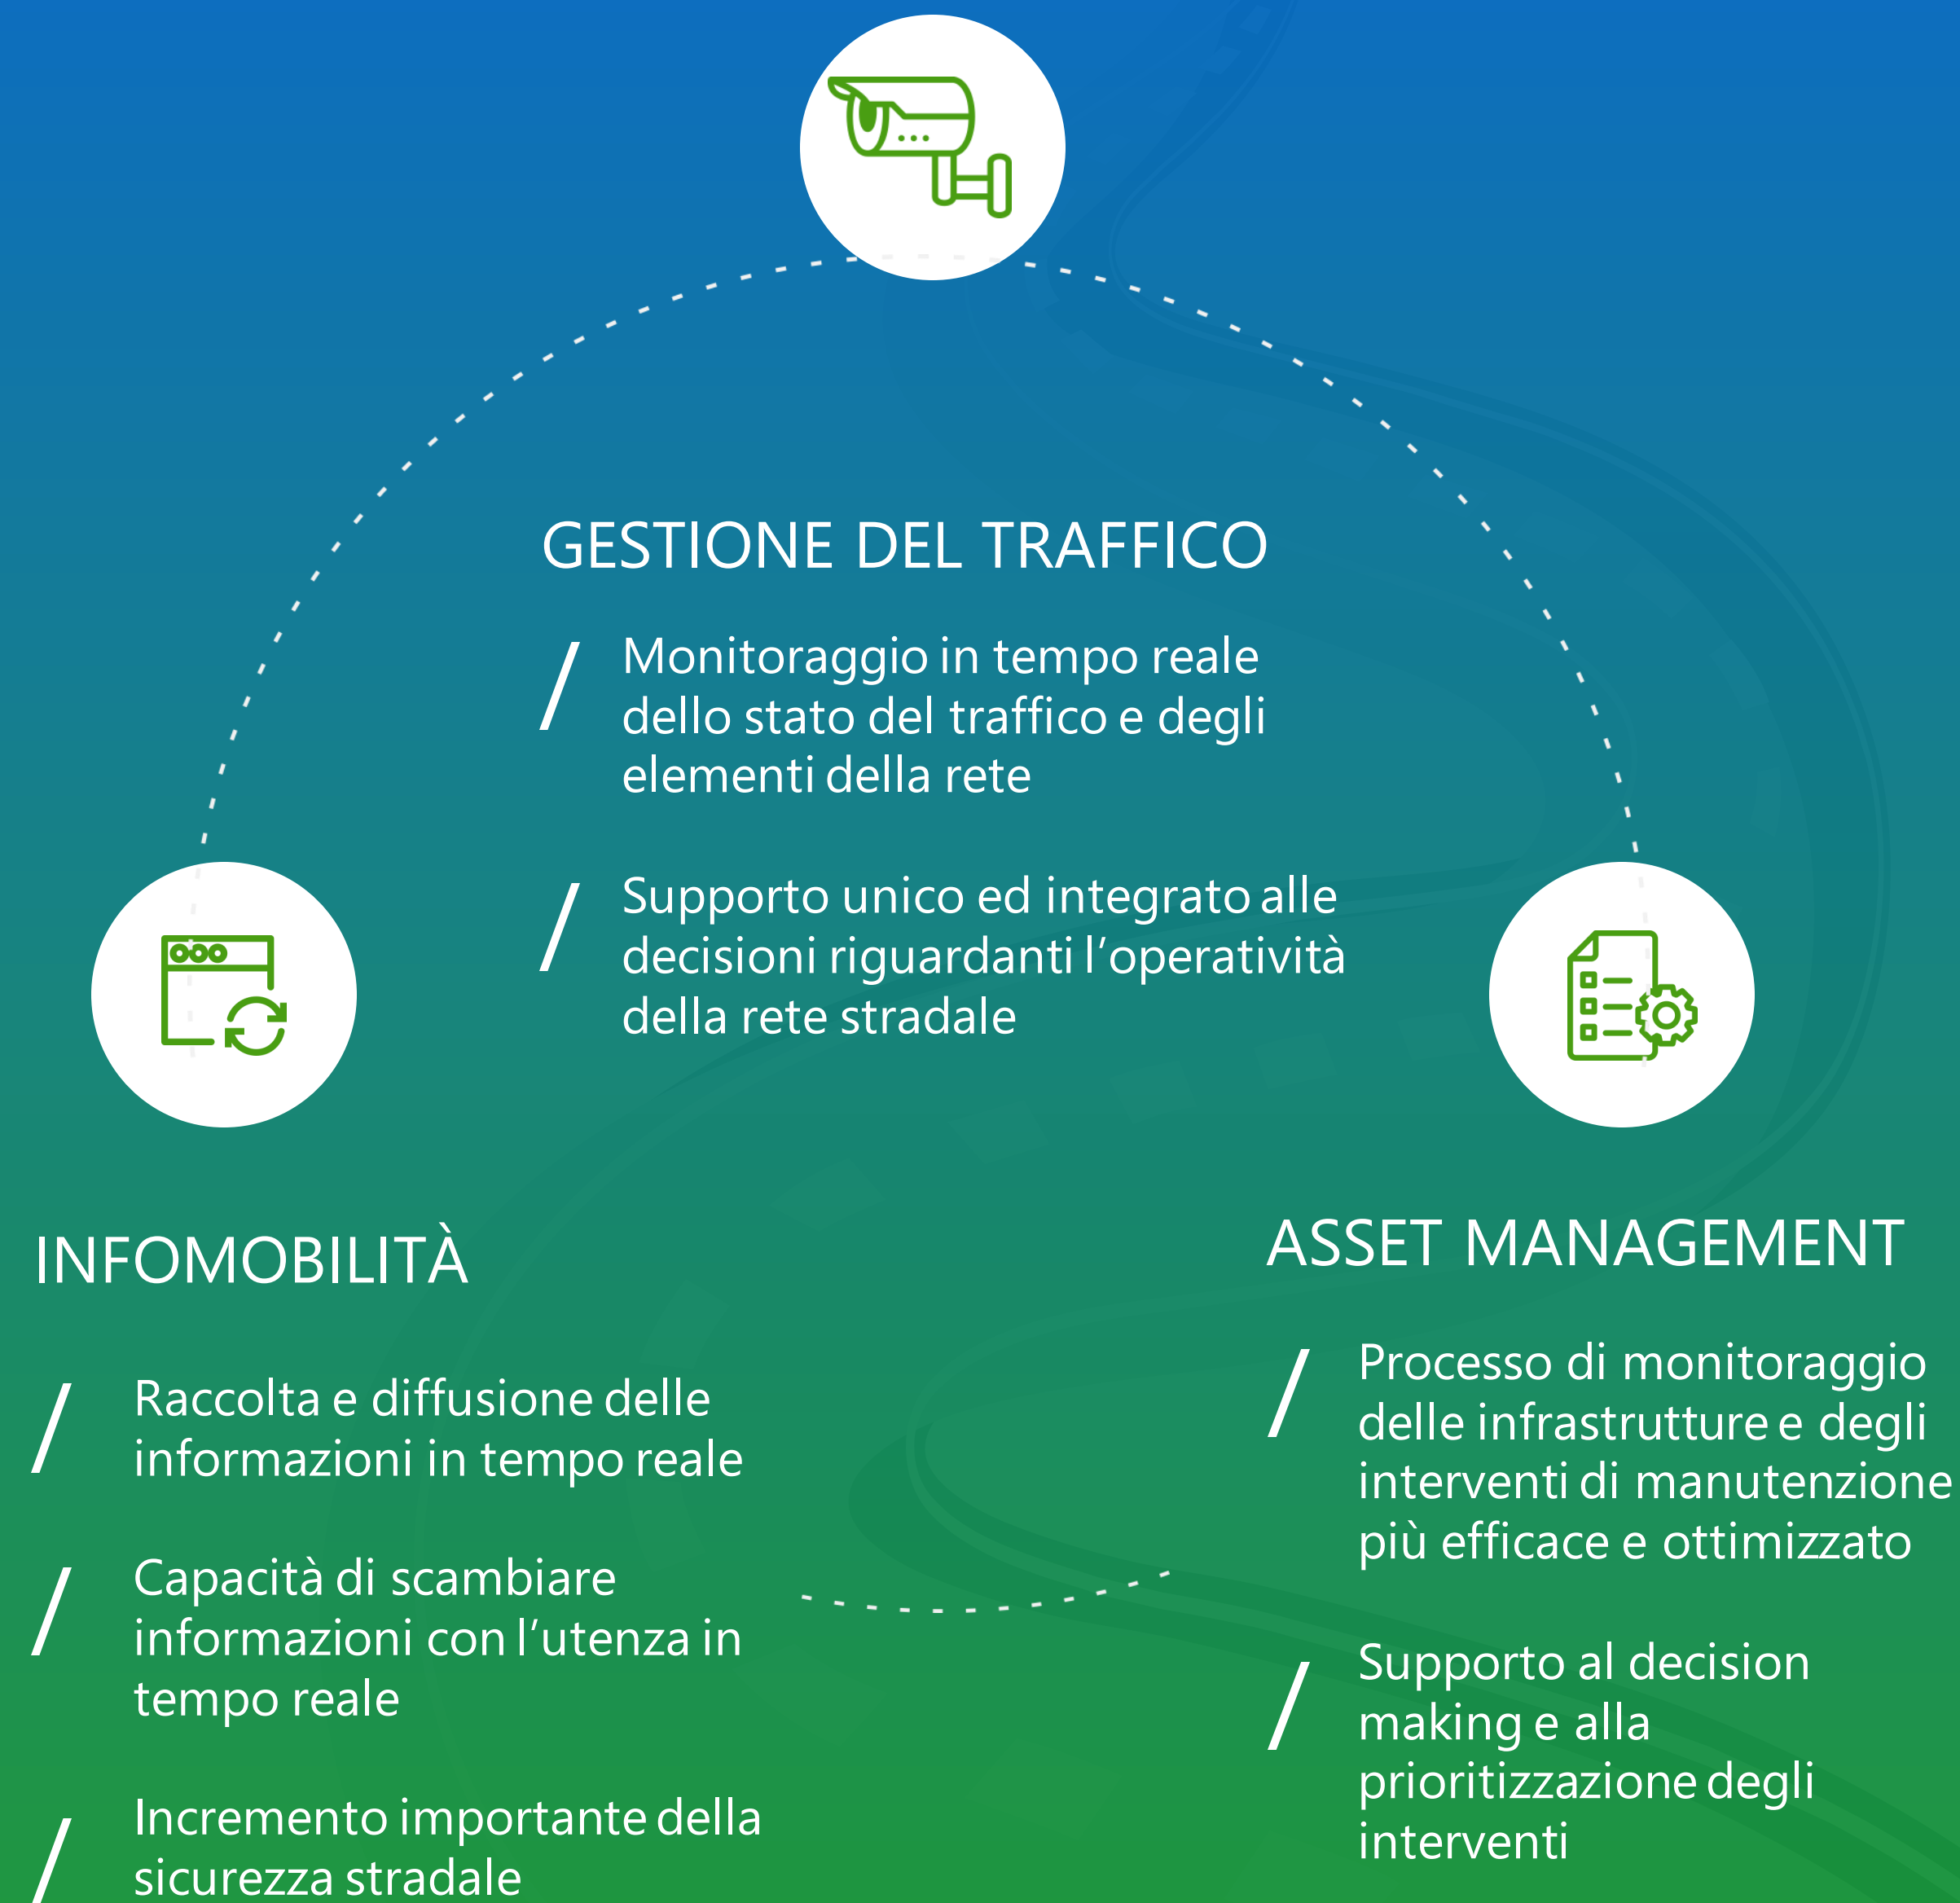 GESTIONE DEL TRAFFICO
/ Monitoraggio in tempo reale
dello stato del traffico e degli
elementi della rete
/ Supporto unico ed integrato alle
decisioni riguardanti l’operatività
della rete stradale
INFOMOBILITÀ
/ Raccolta e diffusione delle
informazioni in tempo reale
/ Capacità di scambiare
informazioni con l’utenza in
tempo reale
/ Incremento importante della
sicurezza stradale
ASSET MANAGEMENT
/ Processo di monitoraggio
delle infrastrutture e degli
interventi di manutenzione
più efficace e ottimizzato
/ Supporto al decision
making e alla
prioritizzazione degli
interventi